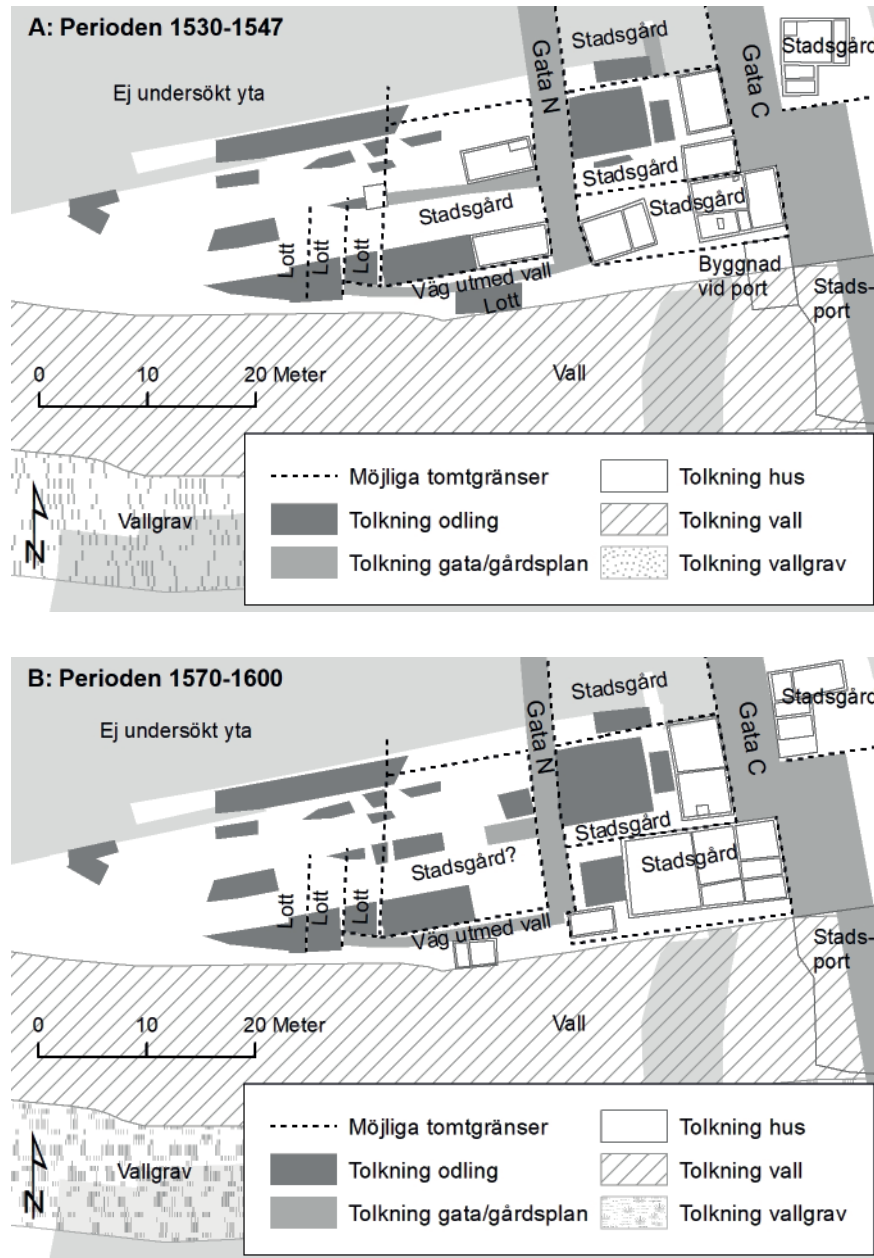 A: Perioden 1530-1547
Ej undersökt yta
Stadsgård
Gata N
Gata C
Stadsgård
Stadsgård
Stadsgård
Stadsgård
Lott
Lott
Lott
Väg utmed vall
Lott
Byggnad
vid port
Stads-
port
0 10 20 Meter
Vall
Vallgrav
N
Möjliga tomtgränser
Tolkning odling
Tolkning gata/gårdsplan
Tolkning hus
Tolkning vall
Tolkning vallgrav
B: Perioden 1570-1600
Ej undersökt yta
Stadsgård
Gata N
Gata C
Stadsgård
Stadsgård
Stadsgård
Stadsgård?
Lott
Lott
Lott
Väg utmed vall
Stads-
port
0 10 20 Meter
Vall
Vallgrav
N
Möjliga tomtgränser
Tolkning odling
Tolkning gata/gårdsplan
Tolkning hus
Tolkning vall
Tolkning vallgrav